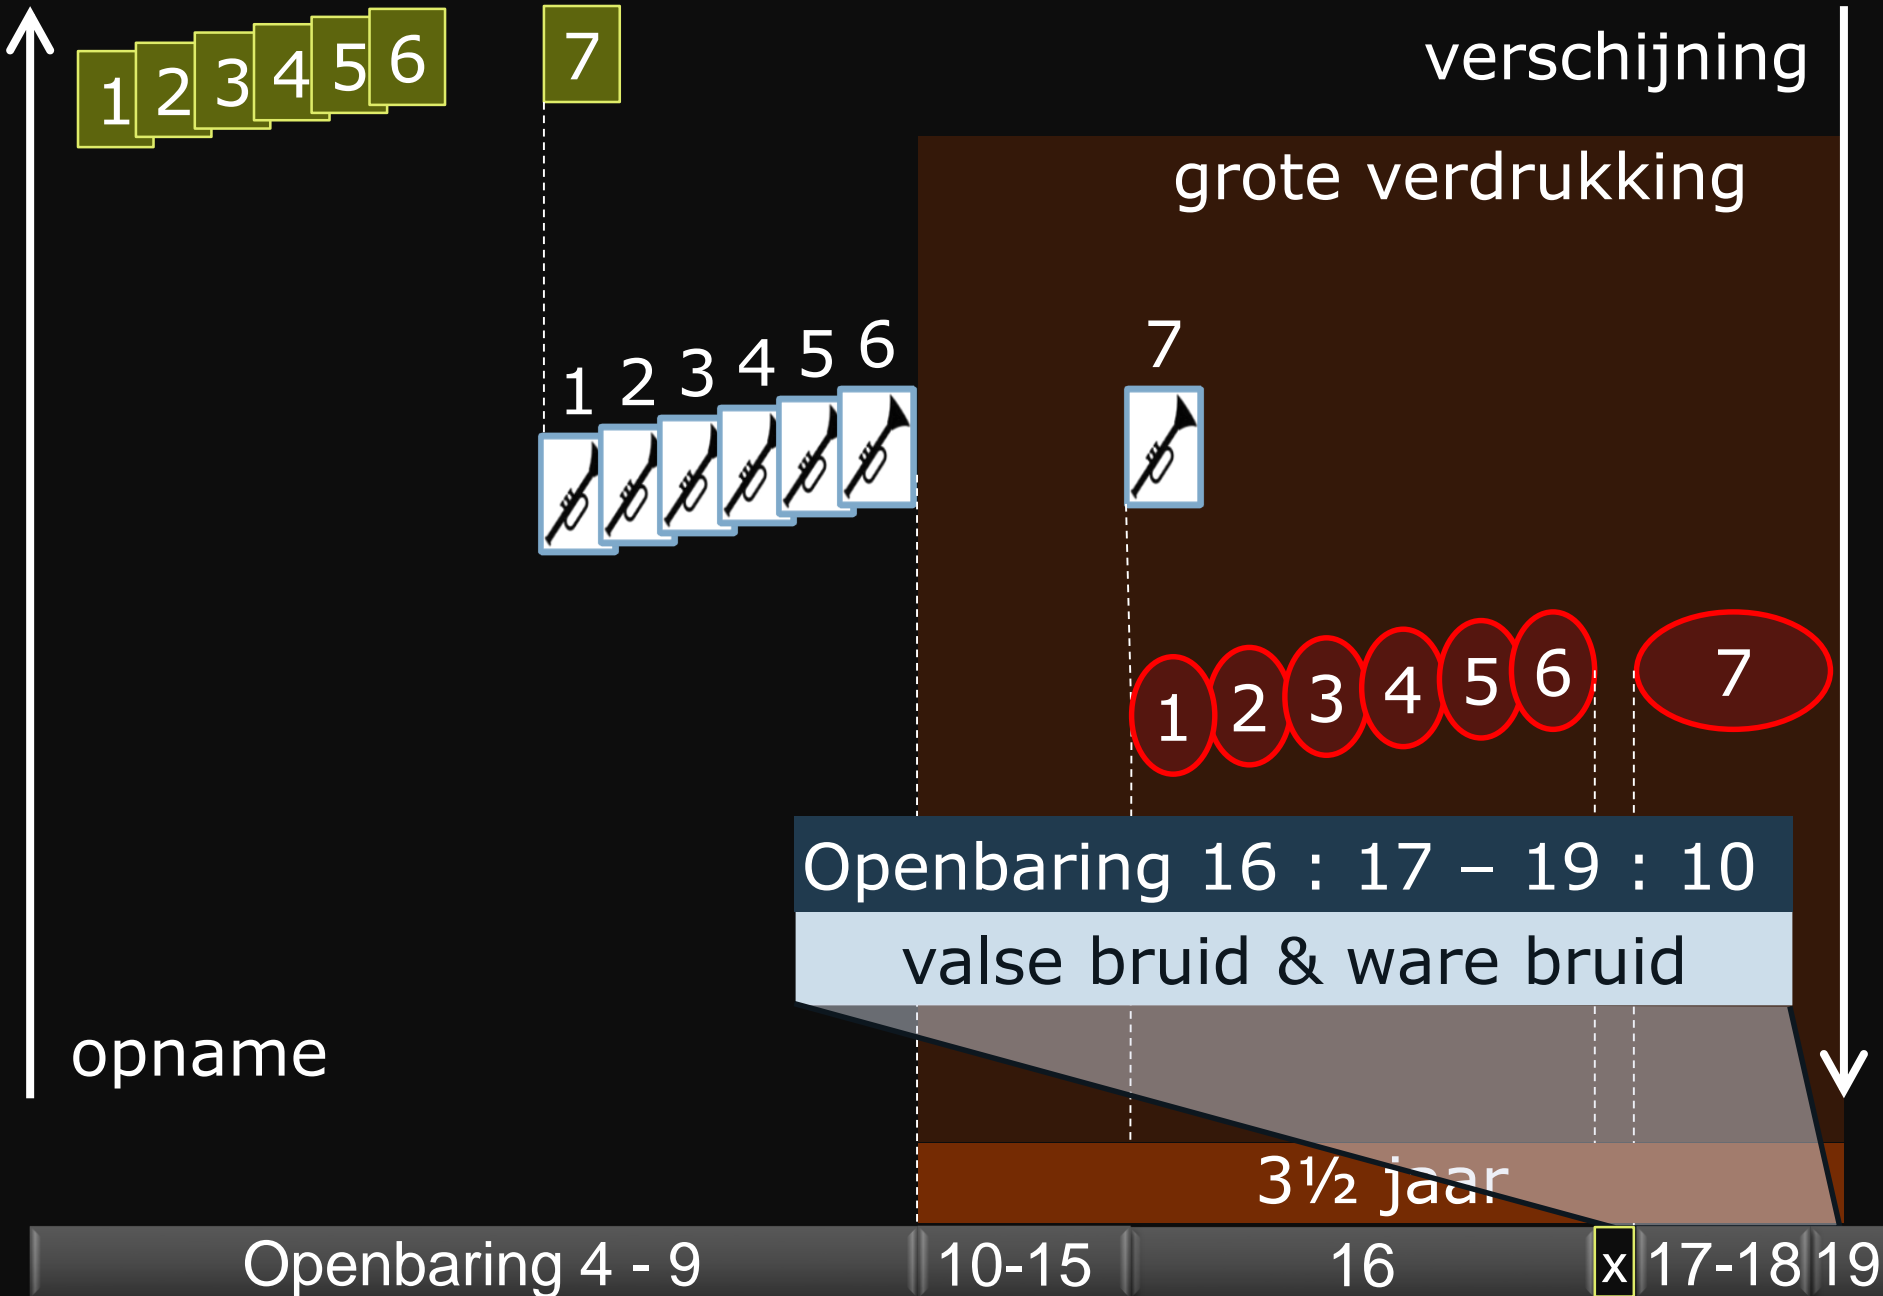 1 2 3 4 5 6 7
verschijning
grote verdrukking
1 2 3 4 5 6 7
1 2 3 4 5 6 7
Openbaring 16 : 17 – 19 : 10
valse bruid & ware bruid
opname
3½ jaar
Openbaring 4 - 9 10-15 16 x 17-18 19